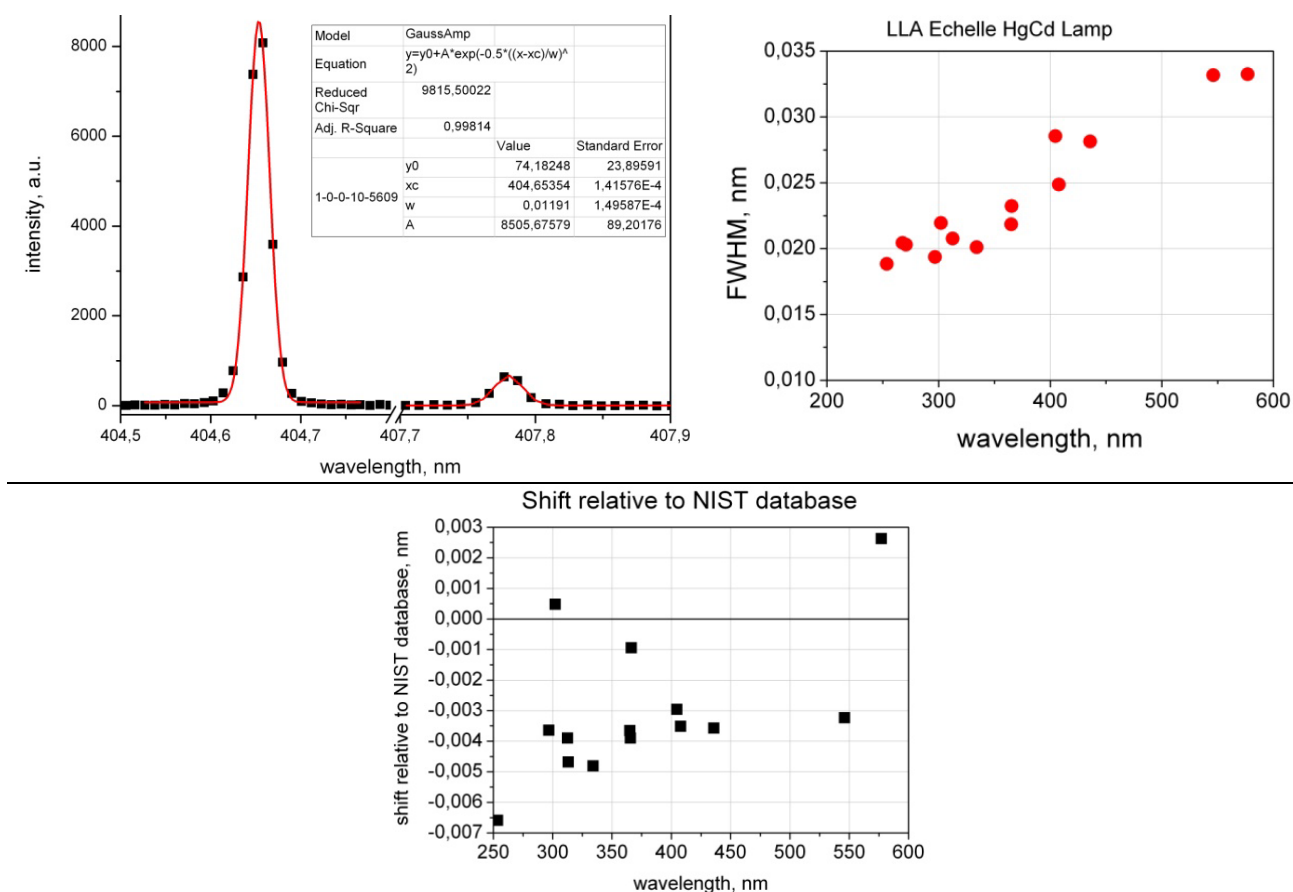 Model GaussAmp
Equation y=y0+A*exp(-0.5*((x-xc)/w)^
2)
Reduced
Chi-Sqr 9815,50022
Adj. R-Square 0,99814
Value Standard Error
1-0-0-10-5609 y0 74,18248 23,89591
xc 404,65354 1,41576E-4
w 0,01191 1,49587E-4
A 8505,67579 89,20176
8000
6000
4000
2000
0
intensity, a.u.
404,5 404,6 404,7 407,7 407,8 407,9
wavelength, nm
LLA Echelle HgCd Lamp
0,035
0,030
0,025
0,020
0,015
0,010
FWHM, nm
200 300 400 500 600
wavelength, nm
Shift relative to NIST database
0,003
0,002
0,001
0,000
-0,001
-0,002
-0,003
-0,004
-0,005
-0,006
-0,007
shift relative to NIST database, nm
250 300 350 400 450 500 550 600
wavelength, nm